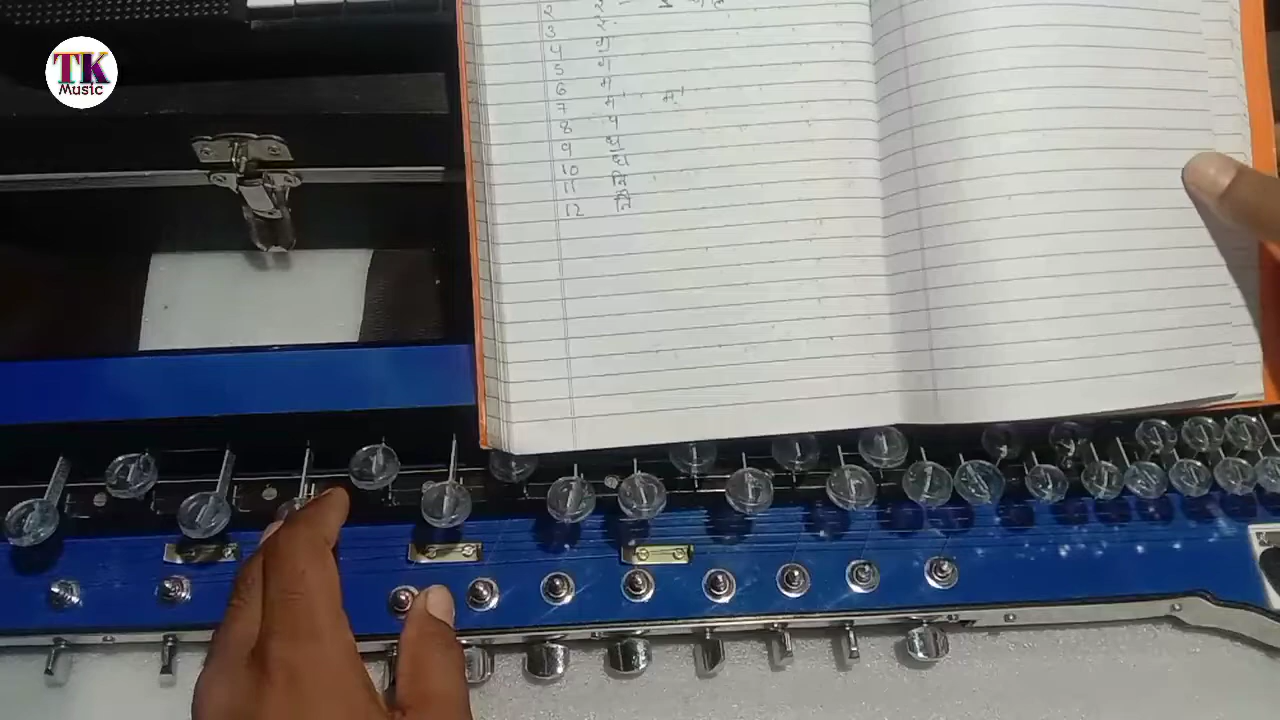 TK
Music
2 रे
3 रे
4 ग
5 ग
6 म
7 म' म'
8 प
9 ध
10 ध
11 नि
12 नि